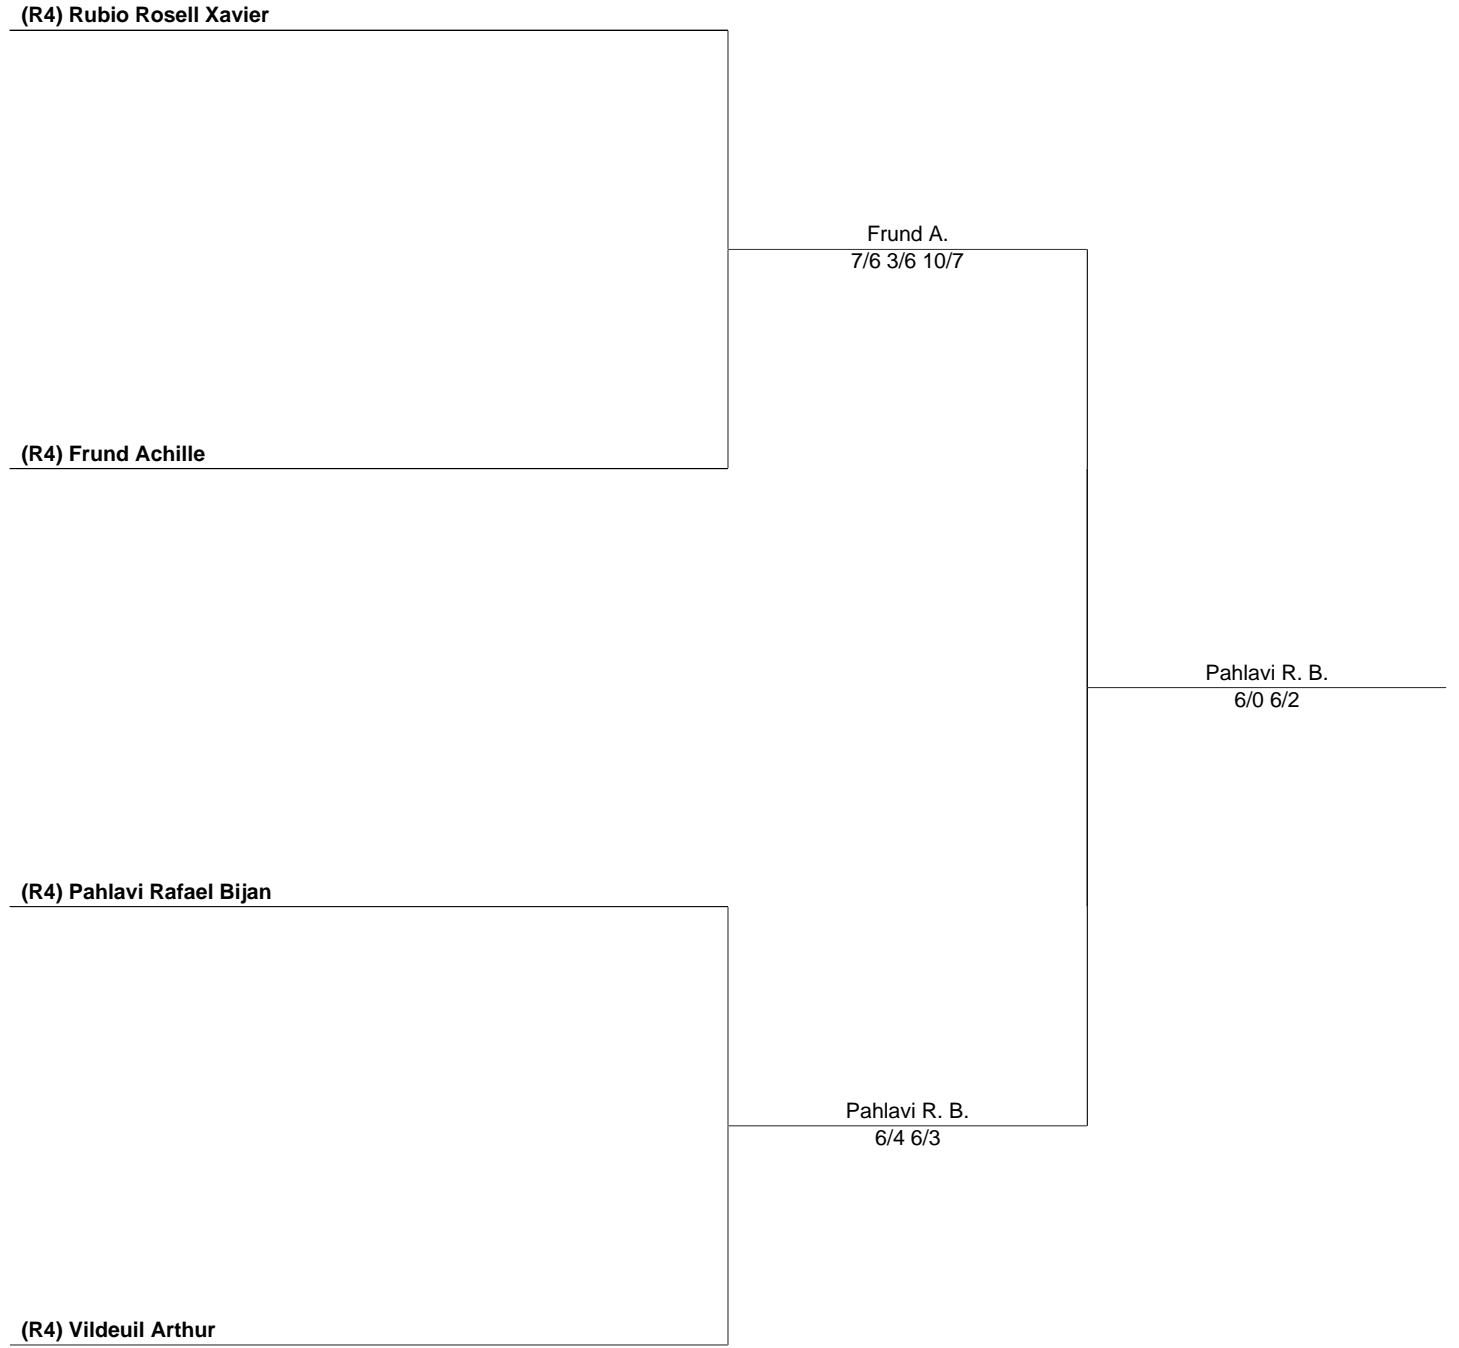 (R4) Rubio Rosell Xavier
Frund A.
7/6 3/6 10/7
(R4) Frund Achille
Pahlavi R. B.
6/0 6/2
(R4) Pahlavi Rafael Bijan
Pahlavi R. B.
6/4 6/3
(R4) Vildeuil Arthur